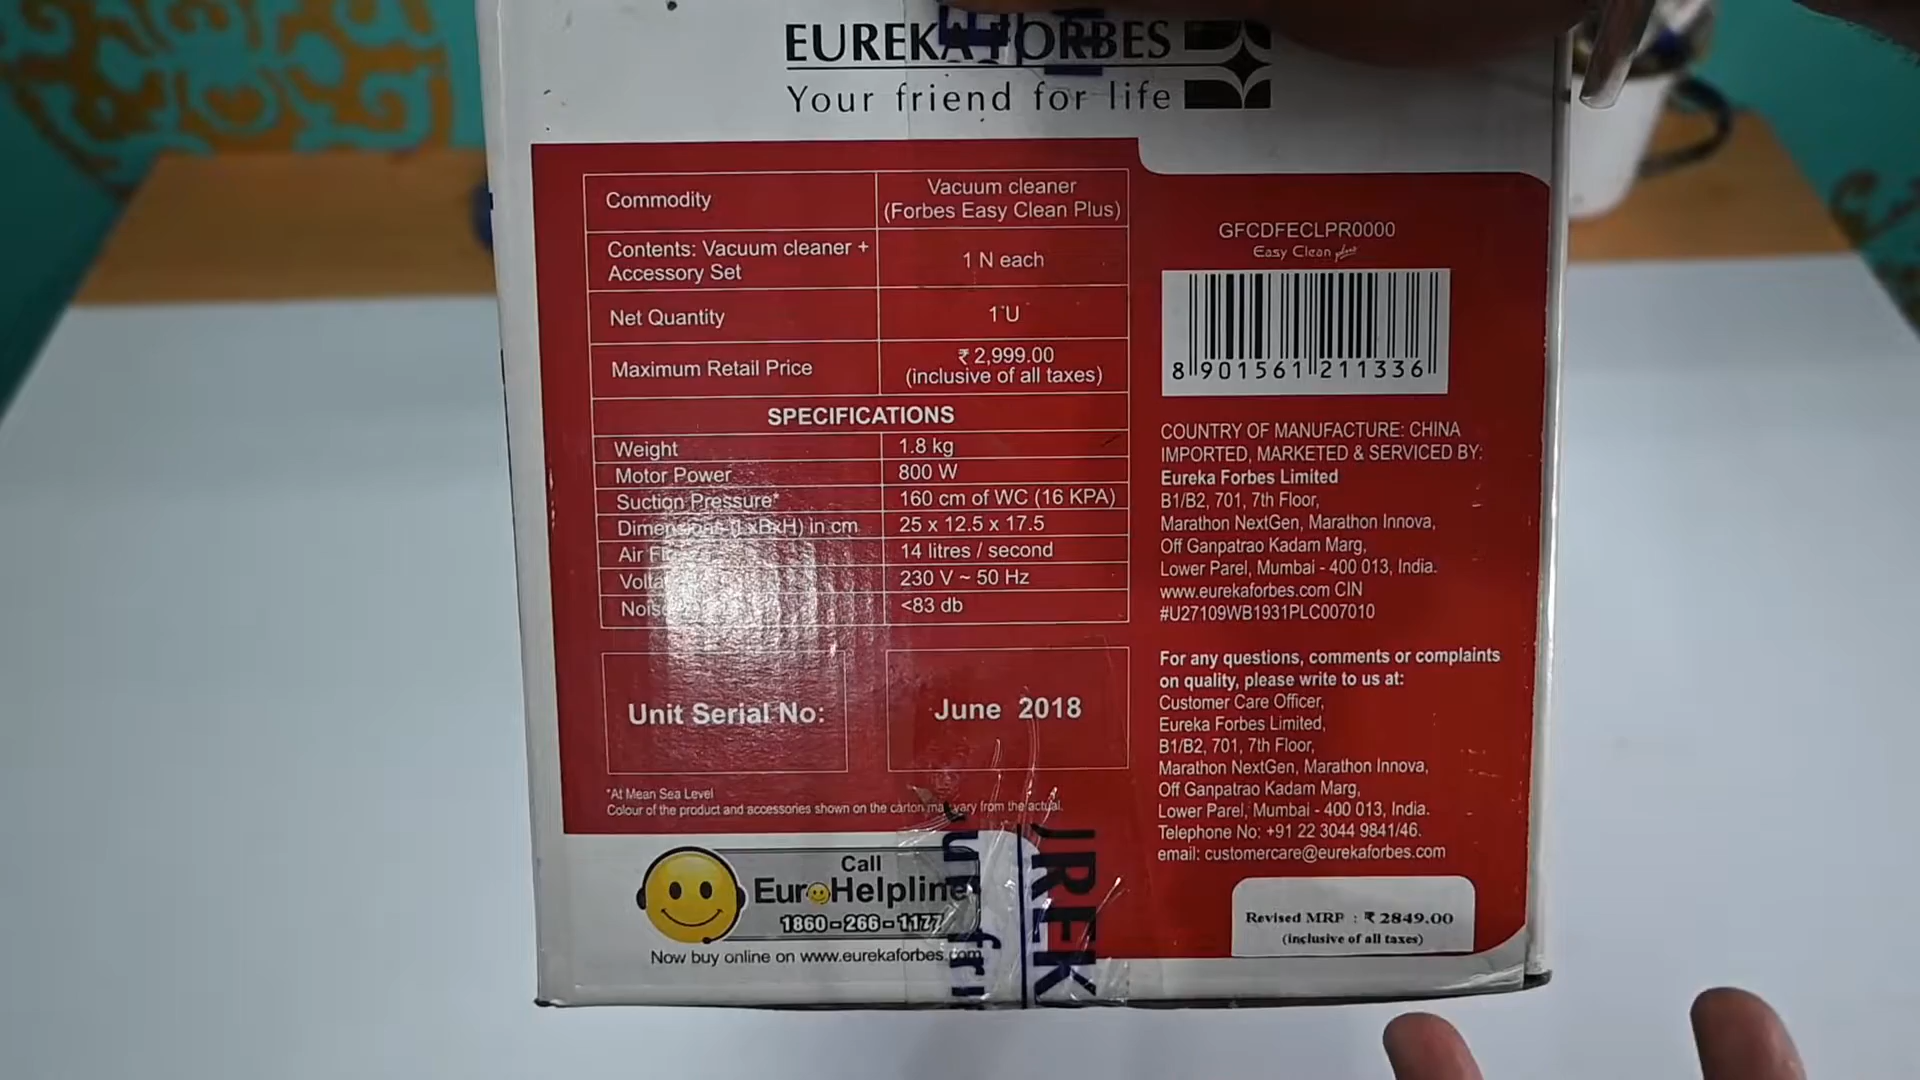 EUREKA FORBES
Your friend for life
Commodity
Vacuum cleaner
(Forbes Easy Clean Plus)
Contents: Vacuum cleaner +
Accessory Set
1 N each
Net Quantity
1 U
Maximum Retail Price
₹ 2,999.00
(inclusive of all taxes)
SPECIFICATIONS
Weight 1.8 kg
Motor Power 800 W
Suction Pressure* 160 cm of WC (16 KPA)
Dimensions (LxBxH) in cm 25 x 12.5 x 17.5
Air 14 litres / second
230 V ~ 50 Hz
<83 db
Unit Serial No:
June 2018
*At Mean Sea Level
Colour of the product and accessories shown on the carton may vary from the actual.
Call
EuroHelpline
1860-266-1177
Now buy online on www.eurekaforbes.com
GFCDFECLPR0000
Easy Clean plus
8 901561 211336
COUNTRY OF MANUFACTURE: CHINA
IMPORTED, MARKETED & SERVICED BY:
Eureka Forbes Limited
B1/B2, 701, 7th Floor,
Marathon NextGen, Marathon Innova,
Off Ganpatrao Kadam Marg,
Lower Parel, Mumbai - 400 013, India.
www.eurekaforbes.com CIN
#U27109WB1931PLC007010
For any questions, comments or complaints
on quality, please write to us at:
Customer Care Officer,
Eureka Forbes Limited,
B1/B2, 701, 7th Floor,
Marathon NextGen, Marathon Innova,
Off Ganpatrao Kadam Marg,
Lower Parel, Mumbai - 400 013, India.
Telephone No: +91 22 3044 9841/46.
email: customercare@eurekaforbes.com
Revised MRP : ₹ 2849.00
(inclusive of all taxes)